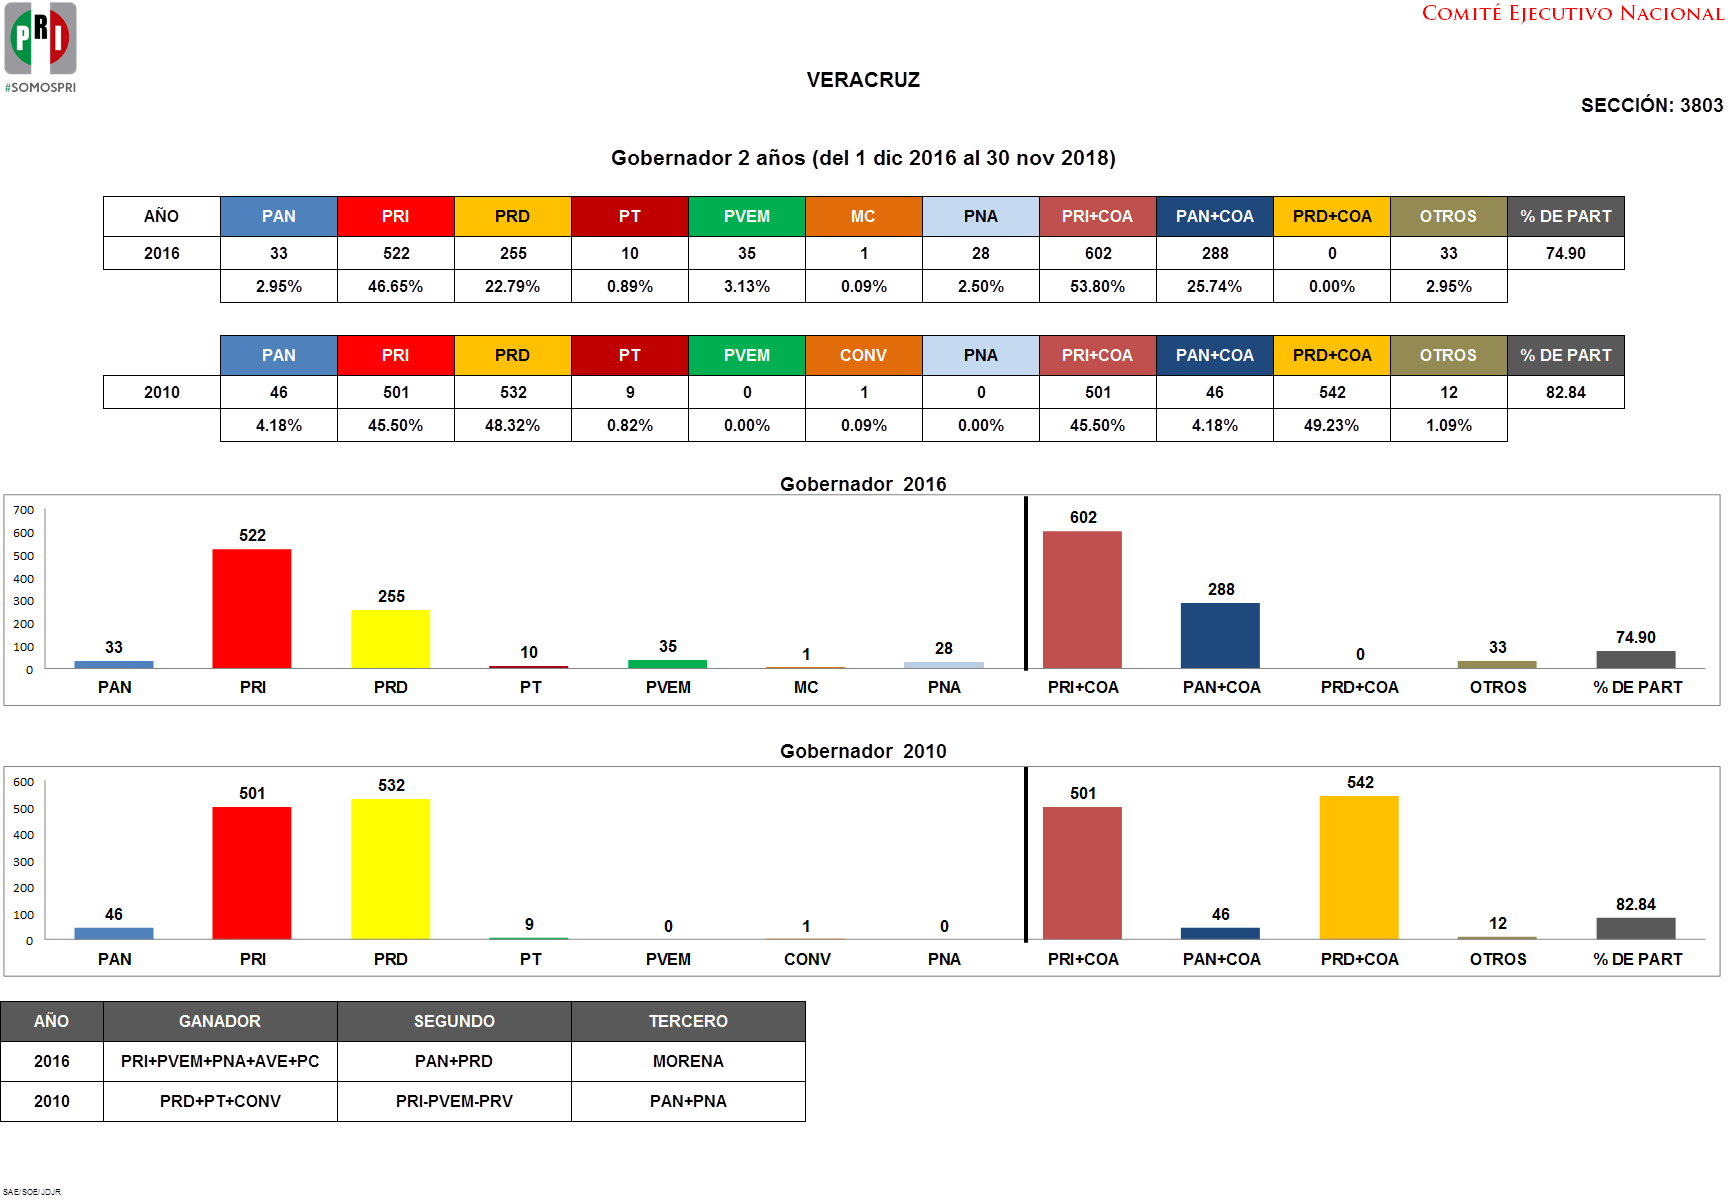 PRI
#SOMOSPRI
COMITÉ EJECUTIVO NACIONAL
VERACRUZ
SECCIÓN: 3803
Gobernador 2 años (del 1 dic 2016 al 30 nov 2018)
AÑO PAN PRI PRD PT PVEM MC PNA PRI+COA PAN+COA PRD+COA OTROS % DE PART
2016 33 522 255 10 35 1 28 602 288 0 33 74.90
2.95% 46.65% 22.79% 0.89% 3.13% 0.09% 2.50% 53.80% 25.74% 0.00% 2.95%
PAN PRI PRD PT PVEM CONV PNA PRI+COA PAN+COA PRD+COA OTROS % DE PART
2010 46 501 532 9 0 1 0 501 46 542 12 82.84
4.18% 45.50% 48.32% 0.82% 0.00% 0.09% 0.00% 45.50% 4.18% 49.23% 1.09%
Gobernador 2016
700
600
500
400
300
200
100
0
33 522 255 10 35 1 28 602 288 0 33 74.90
PAN PRI PRD PT PVEM MC PNA PRI+COA PAN+COA PRD+COA OTROS % DE PART
Gobernador 2010
600
500
400
300
200
100
0
46 501 532 9 0 1 0 501 46 542 12 82.84
PAN PRI PRD PT PVEM CONV PNA PRI+COA PAN+COA PRD+COA OTROS % DE PART
AÑO GANADOR SEGUNDO TERCERO
2016 PRI+PVEM+PNA+AVE+PC PAN+PRD MORENA
2010 PRD+PT+CONV PRI-PVEM-PRV PAN+PNA
SAE/SOE/JDJR